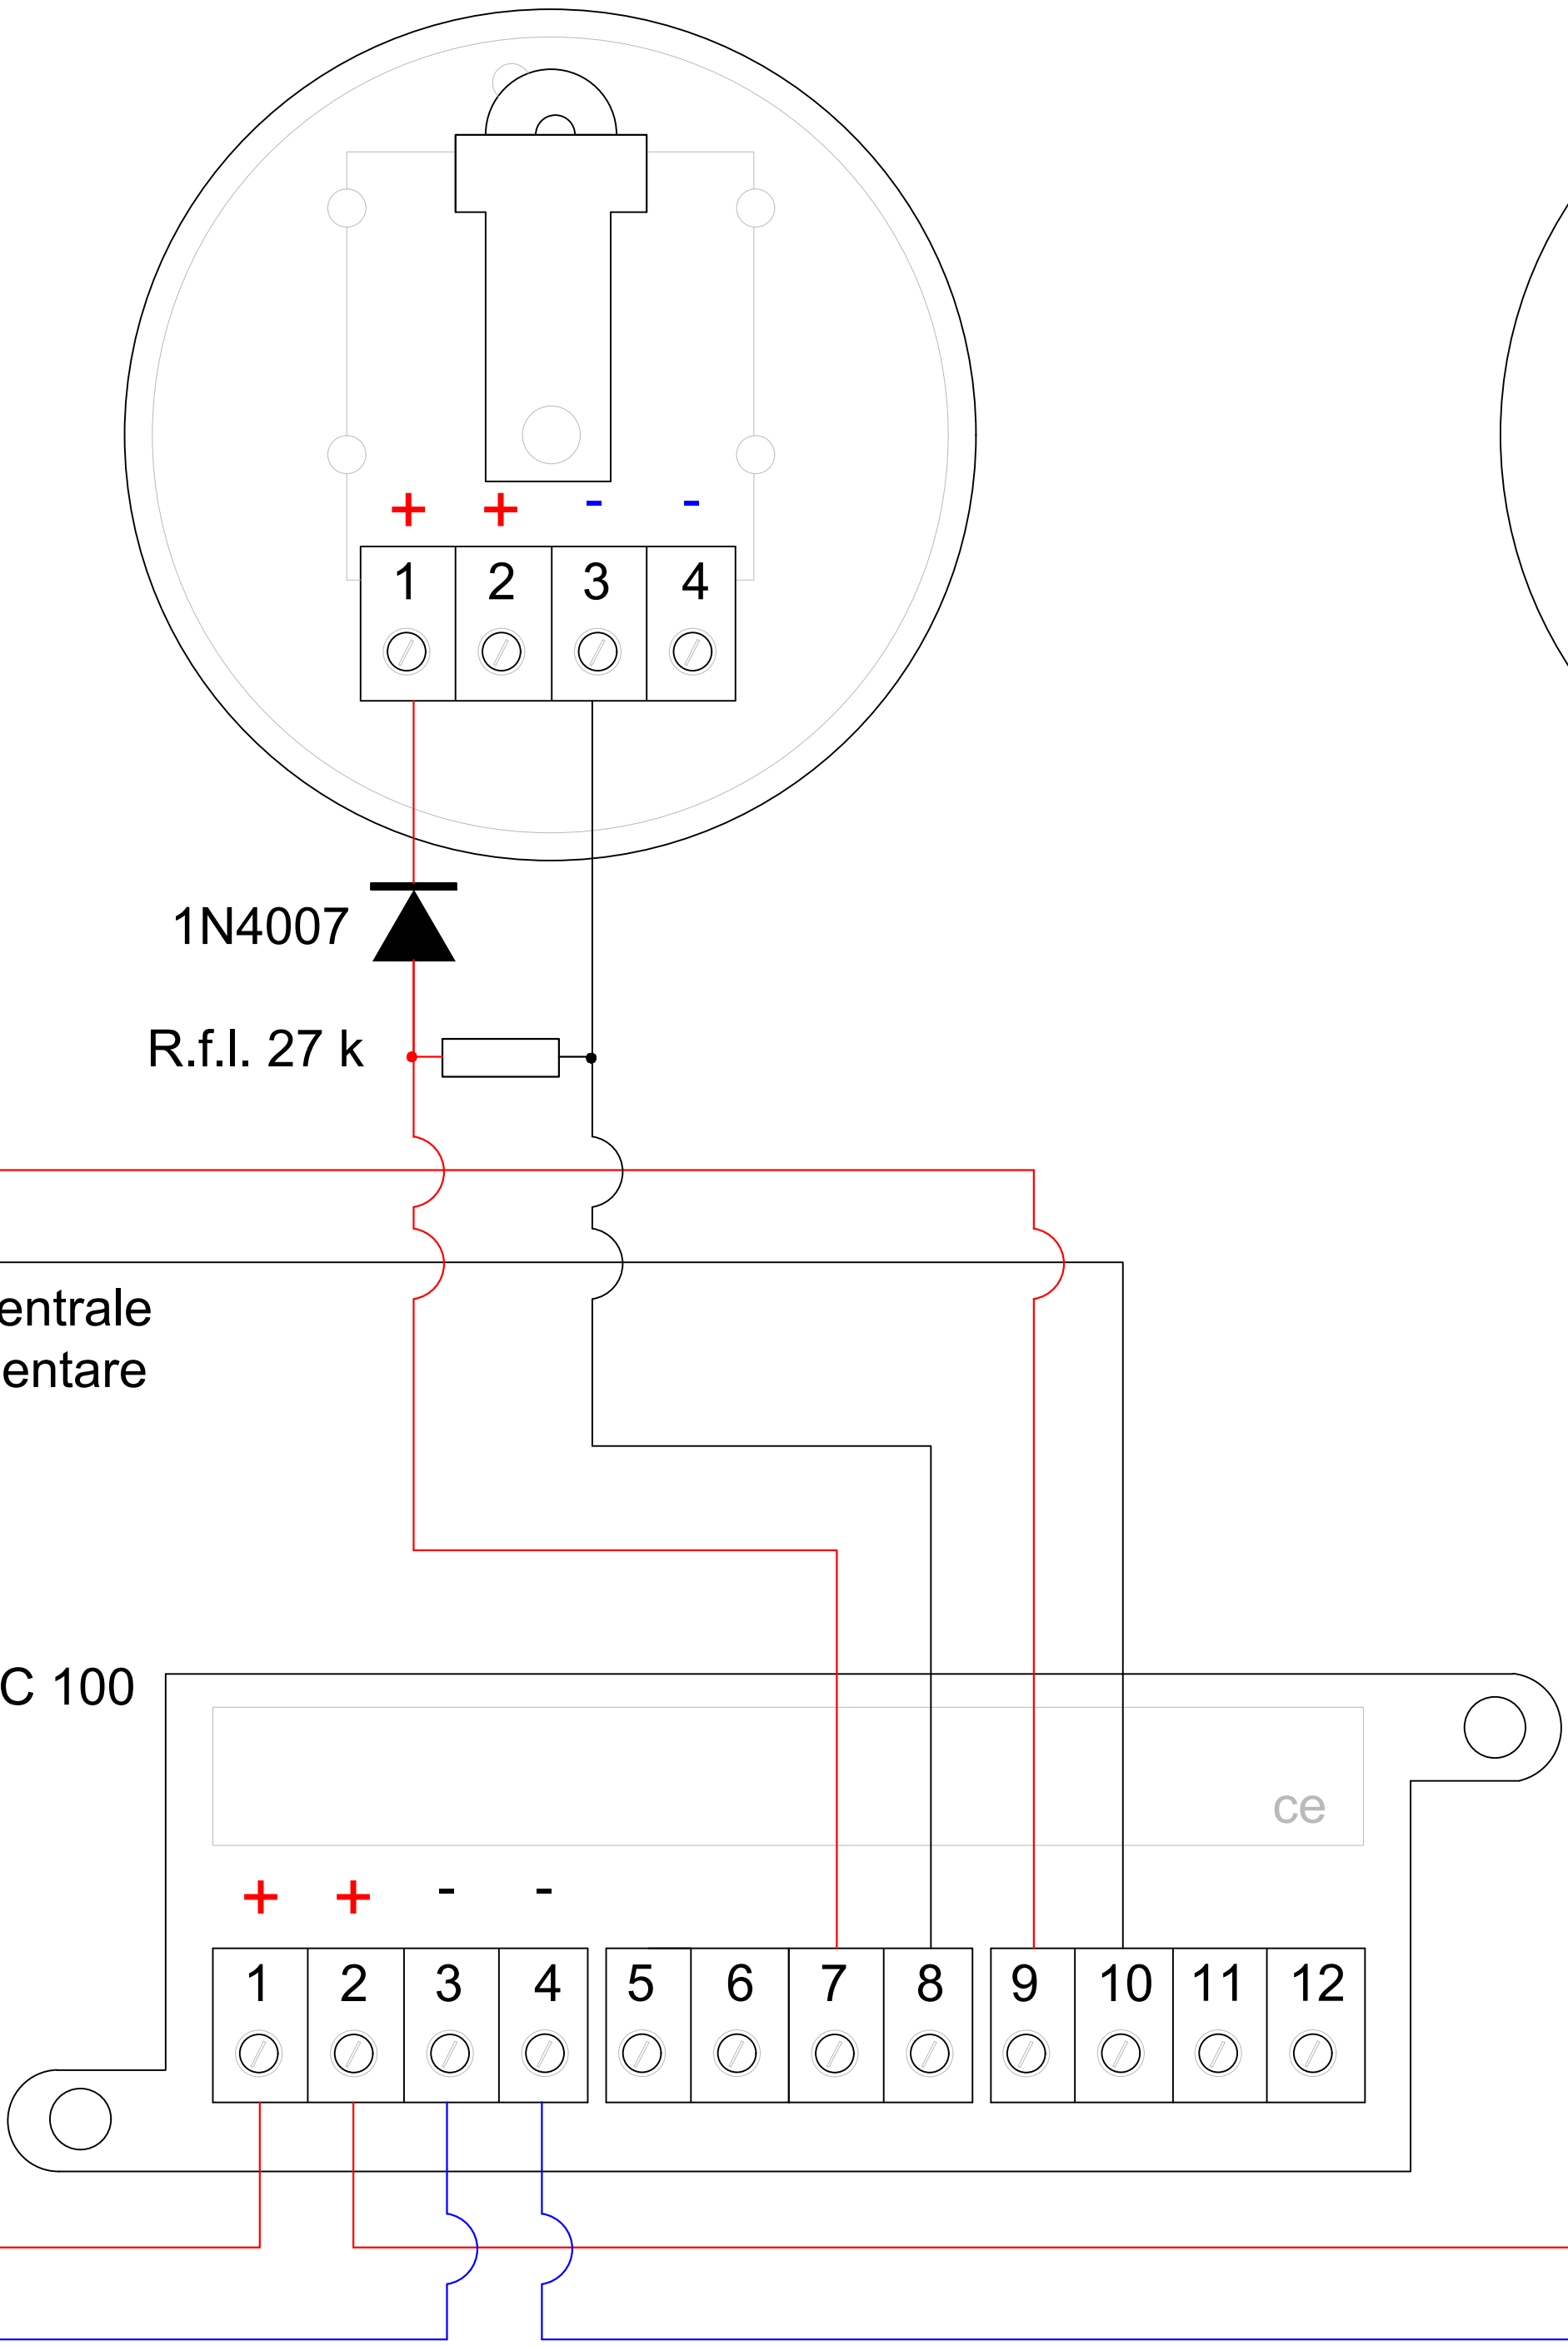 + + - -
1 2 3 4
1N4007
R.f.l. 27 k
entrale
entare
C 100
ce
+ + - -
1 2 3 4 5 6 7 8 9 10 11 12